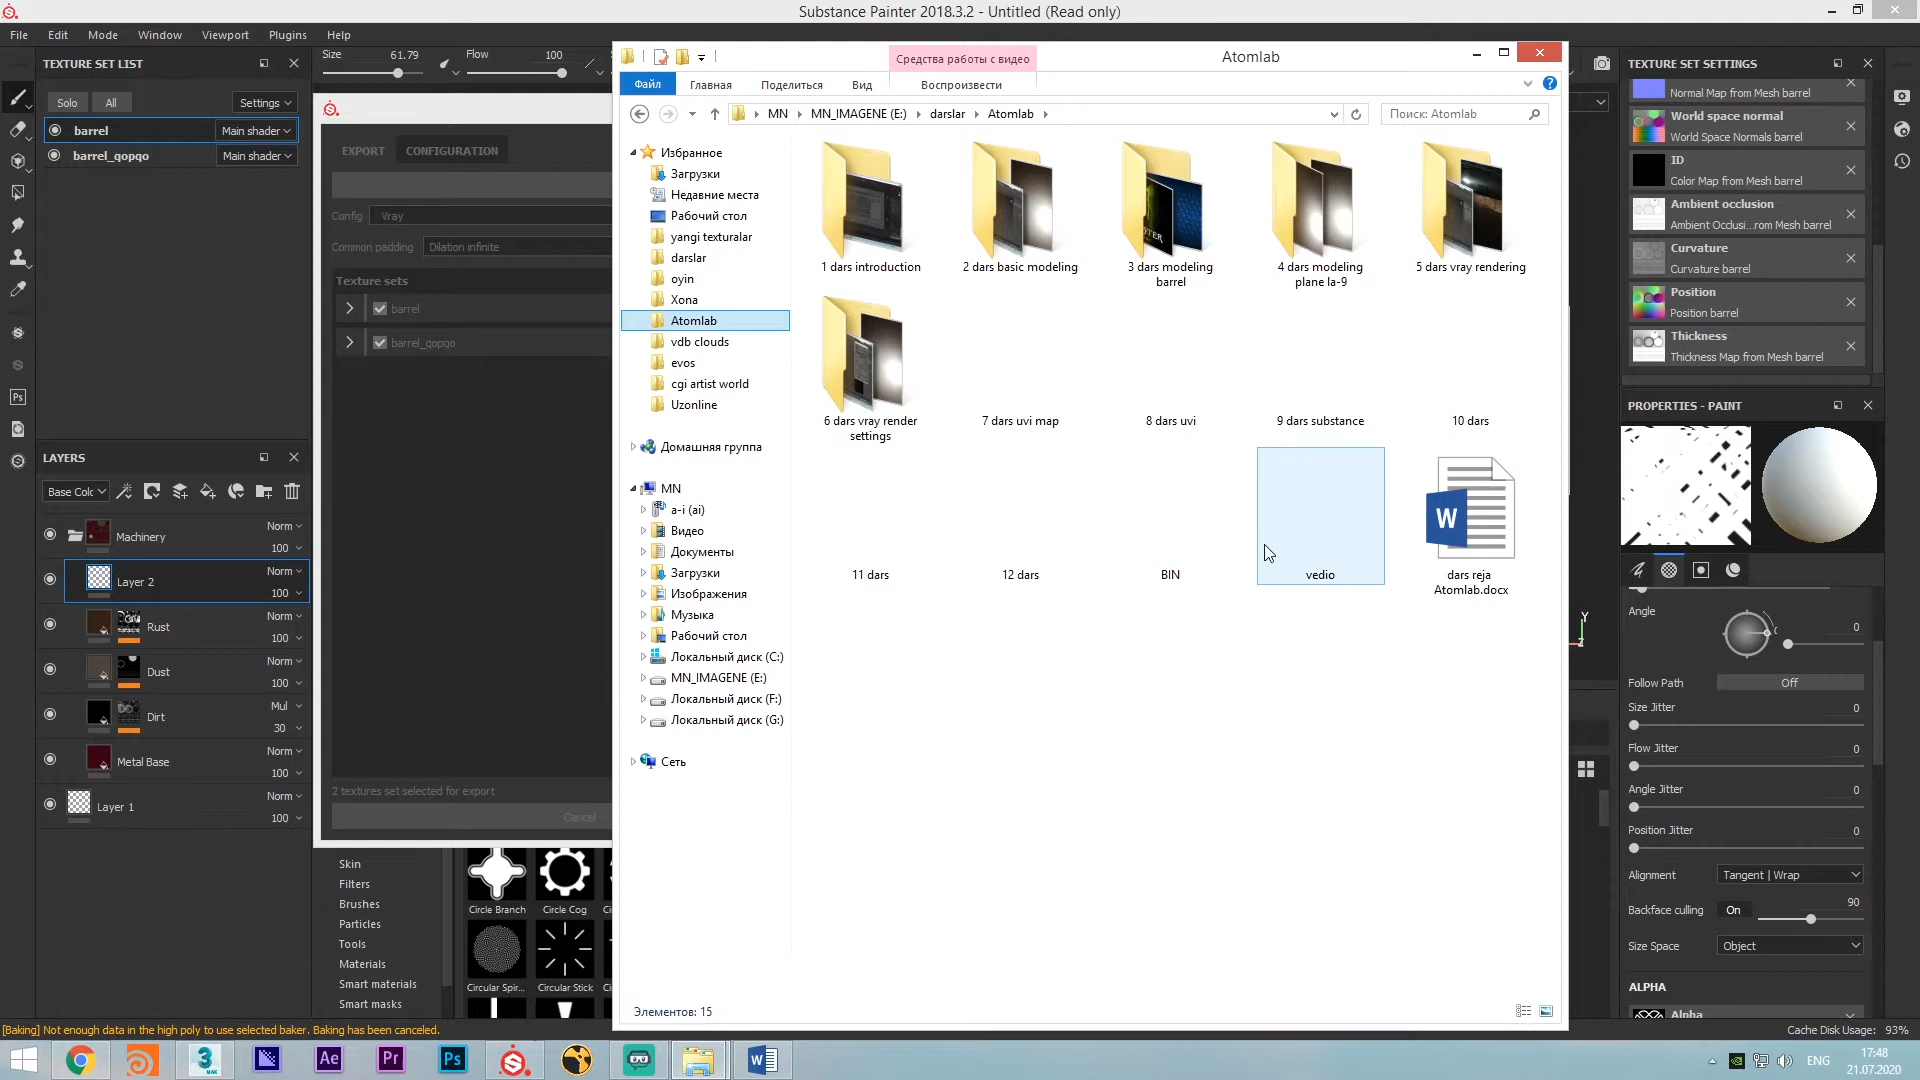 Substance Painter 2018.3.2 - Untitled (Read only)
File Edit Mode Window Viewport Plugins Help
TEXTURE SET LIST
Solo All Settings
barrel Main shader
barrel_qopqo Main shader
Size 61.79 Flow 100
EXPORT CONFIGURATION
Config Vray
Common padding Dilation infinite
Texture sets
barrel
barrel_qopqo
2 textures set selected for export
Cancel
LAYERS
Base Colc
Machinery Norm 100
Layer 2 Norm 100
Rust Norm 100
Dust Norm 100
Dirt Mul 30
Metal Base Norm 100
Layer 1 Norm 100
Skin
Filters
Brushes
Particles
Tools
Materials
Smart materials
Smart masks
Circle Branch Circle Cog
Circular Spir... Circular Stick
Средства работы с видео
Atomlab
Файл Главная Поделиться Вид Воспроизвести
MN MN_IMAGENE (E:) darslar Atomlab
Поиск: Atomlab
Избранное
Загрузки
Недавние места
Рабочий стол
yangi texturalar
darslar
oyin
Xona
Atomlab
vdb clouds
evos
cgi artist world
Uzonline
Домашняя группа
MN
a-i (ai)
Видео
Документы
Загрузки
Изображения
Музыка
Рабочий стол
Локальный диск (C:)
MN_IMAGENE (E:)
Локальный диск (F:)
Локальный диск (G:)
Сеть
1 dars introduction
2 dars basic modeling
3 dars modeling
barrel
4 dars modeling
plane la-9
5 dars vray rendering
6 dars vray render
settings
7 dars uvi map
8 dars uvi
9 dars substance
10 dars
11 dars
12 dars
BIN
vedio
dars reja
Atomlab.docx
Элементов: 15
TEXTURE SET SETTINGS
Normal Map from Mesh barrel
World space normal
World Space Normals barrel
ID
Color Map from Mesh barrel
Ambient occlusion
Ambient Occlusi...rom Mesh barrel
Curvature
Curvature barrel
Position
Position barrel
Thickness
Thickness Map from Mesh barrel
PROPERTIES - PAINT
Angle 0
Follow Path Off
Size Jitter 0
Flow Jitter 0
Angle Jitter 0
Position Jitter 0
Alignment Tangent | Wrap
Backface culling On 90
Size Space Object
ALPHA
Alpha
[Baking] Not enough data in the high poly to use selected baker. Baking has been canceled.
Cache Disk Usage: 93%
ENG
17:48
21.07.2020